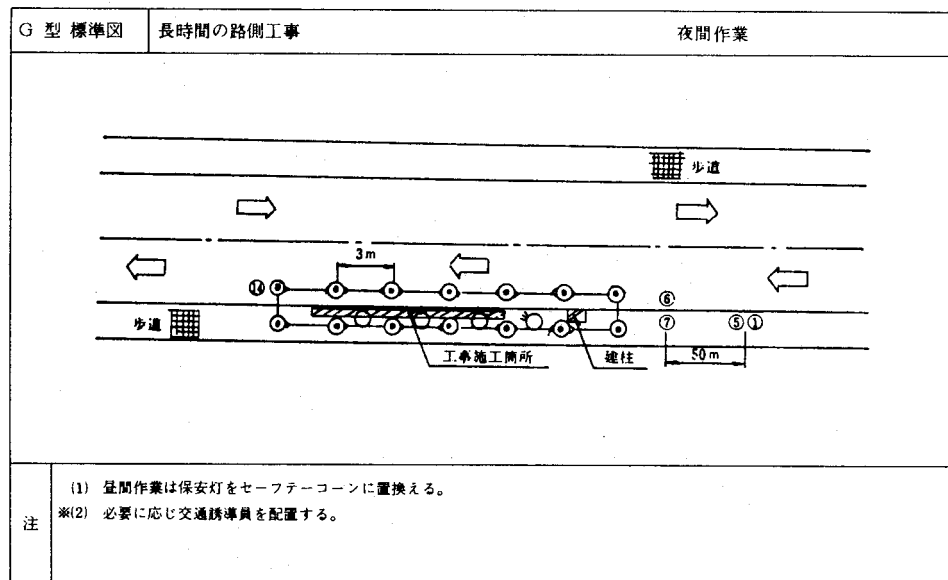 G 型 標準図 長時間の路側工事 夜間作業
歩道
3m
⑭
⑥
歩道
⑦ ⑤ ①
工事施工箇所 建柱 50m
注
(1) 昼間作業は保安灯をセーフテーコーンに置換える。
※(2) 必要に応じ交通誘導員を配置する。